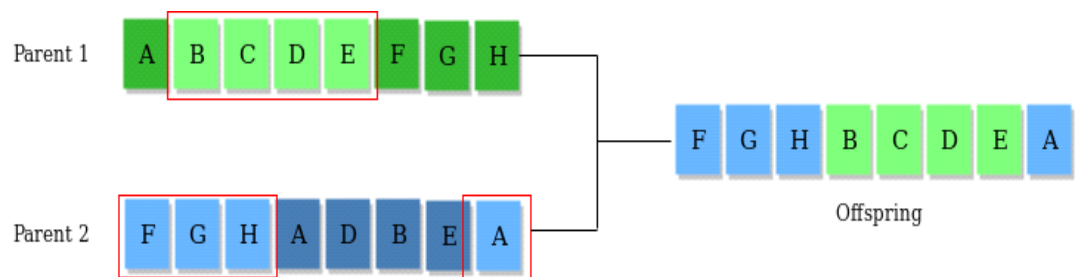 Parent 1 A B C D E F G H
F G H B C D E A
Offspring
Parent 2 F G H A D B E A